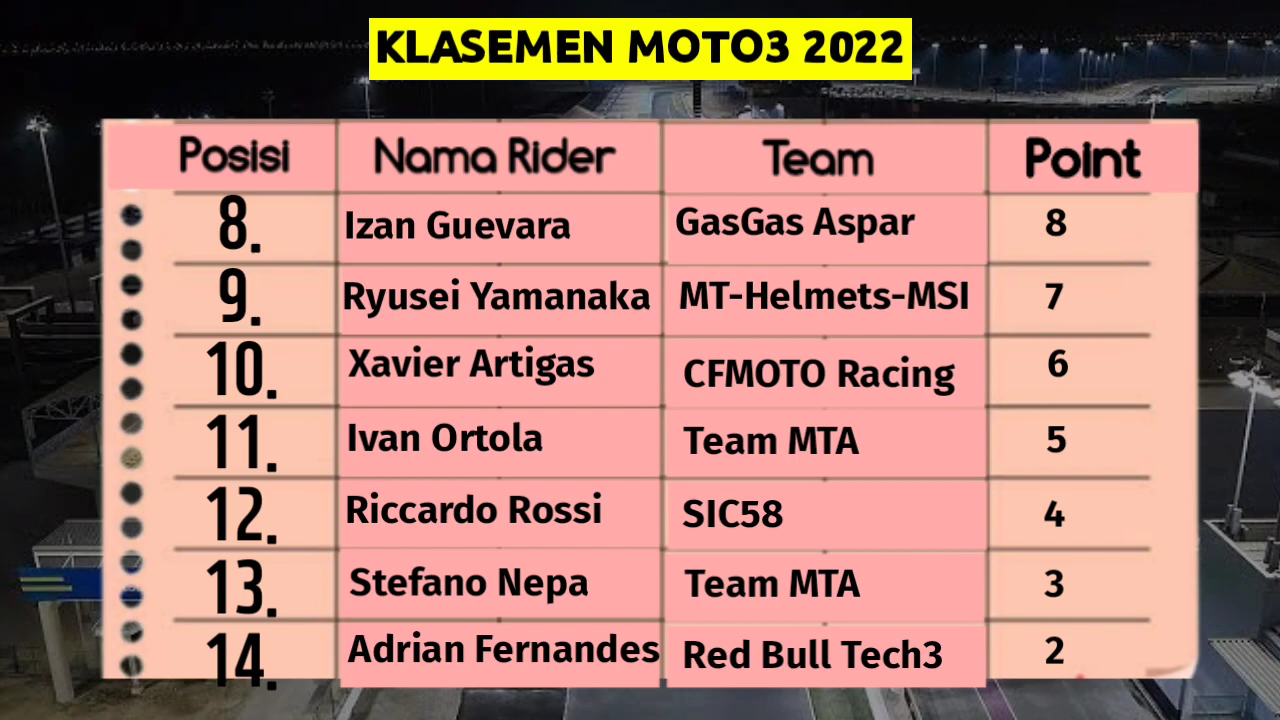 KLASEMEN MOTO3 2022
Posisi Nama Rider Team Point
8. Izan Guevara GasGas Aspar 8
9. Ryusei Yamanaka MT-Helmets-MSI 7
10. Xavier Artigas CFMOTO Racing 6
11. Ivan Ortola Team MTA 5
12. Riccardo Rossi SIC58 4
13. Stefano Nepa Team MTA 3
14. Adrian Fernandes Red Bull Tech3 2